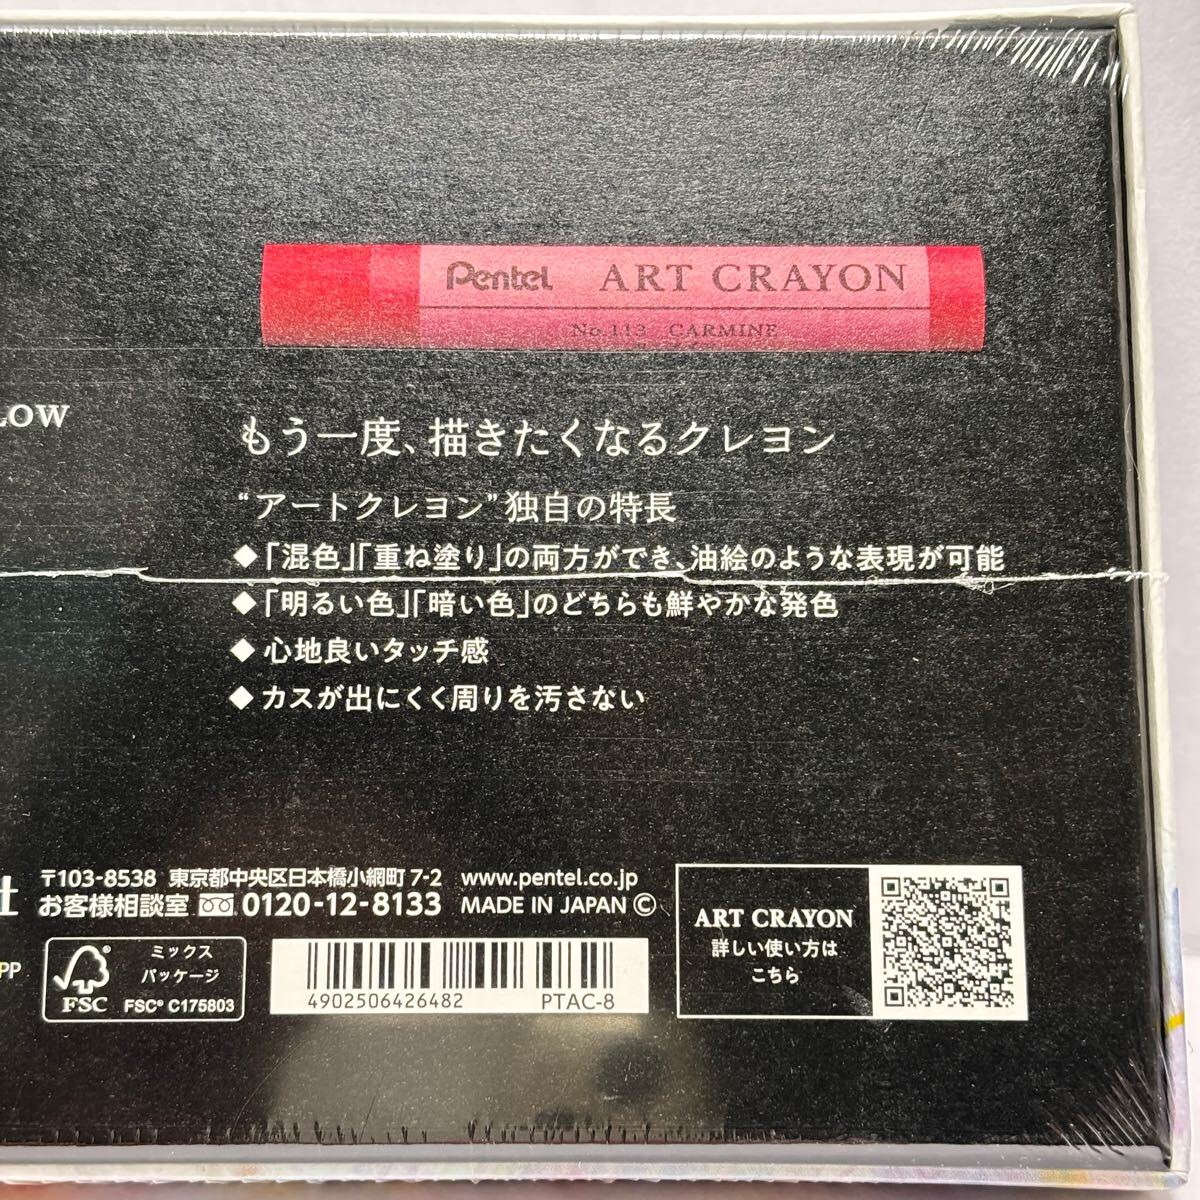 Pentel ART CRAYON
No.113 CARMINE
LOW
もう一度、描きたくなるクレヨン
“アートクレヨン”独自の特長
◆「混色」「重ね塗り」の両方ができ、油絵のような表現が可能
◆「明るい色」「暗い色」のどちらも鮮やかな発色
◆心地良いタッチ感
◆カスが出にくく周りを汚さない
社 〒103-8538 東京都中央区日本橋小網町7-2 www.pentel.co.jp
お客様相談室 0120-12-8133 MADE IN JAPAN ©
PP
FSC
ミックス
パッケージ
FSC® C175803
4902506426482 PTAC-8
ART CRAYON
詳しい使い方は
こちら